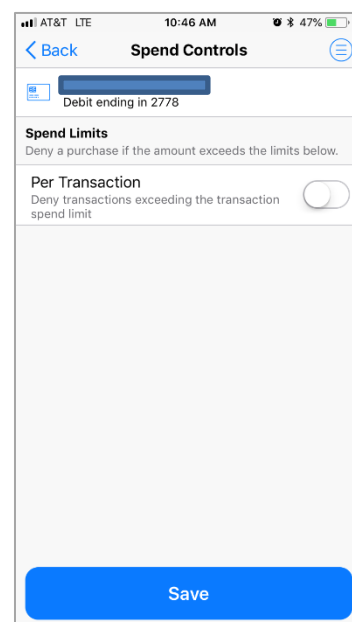 AT&T LTE 10:46 AM 47%
Back Spend Controls
Debit ending in 2778
Spend Limits
Deny a purchase if the amount exceeds the limits below.
Per Transaction
Deny transactions exceeding the transaction
spend limit
Save